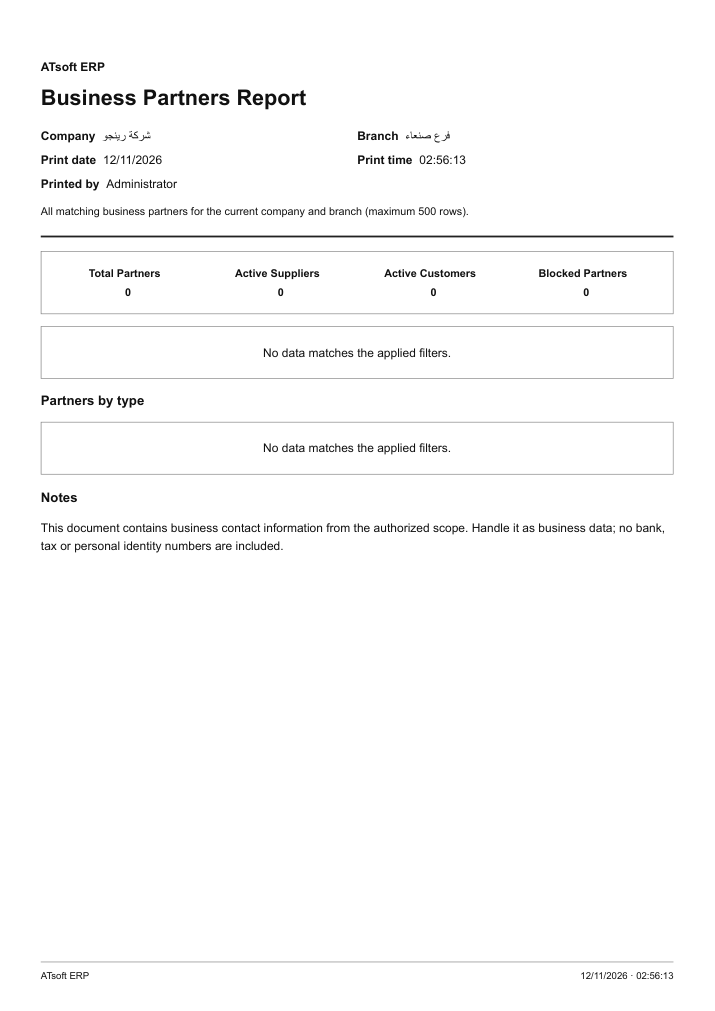 ATsoft ERP
Business Partners Report
Company شركة رينجو
Branch فرع صنعاء
Print date 12/11/2026
Print time 02:56:13
Printed by Administrator
All matching business partners for the current company and branch (maximum 500 rows).
Total Partners Active Suppliers Active Customers Blocked Partners
0 0 0 0
No data matches the applied filters.
Partners by type
No data matches the applied filters.
Notes
This document contains business contact information from the authorized scope. Handle it as business data; no bank,
tax or personal identity numbers are included.
ATsoft ERP 12/11/2026 · 02:56:13